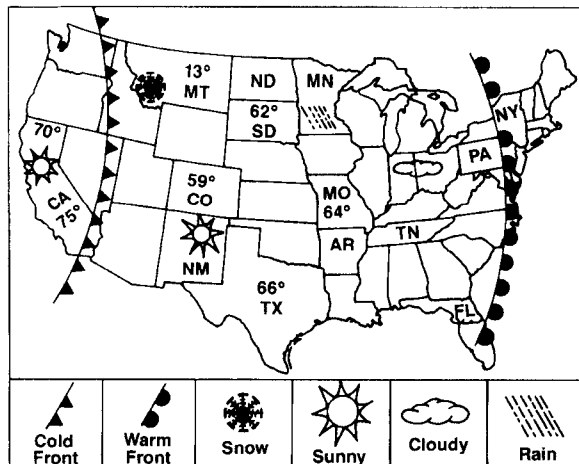 13°
MT
ND
MN
62°
SD
NY
70°
PA
59°
CO
MO
64°
CA
75°
AR
TN
NM
66°
TX
FL
Cold
Front
Warm
Front
Snow
Sunny
Cloudy
Rain